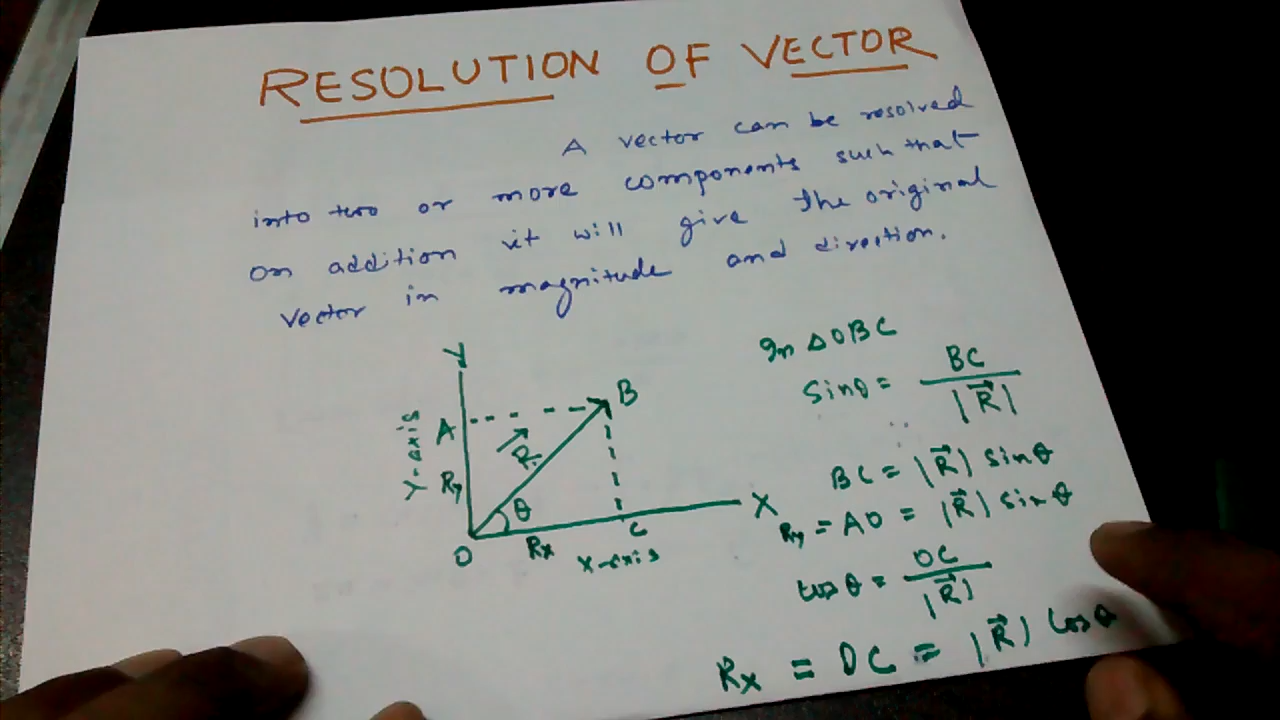 RESOLUTION OF VECTOR
A vector can be resolved
into two or more components such that
on addition it will give the original
vector in magnitude and direction.
Y
Y-axis
A
B
R⃗
Ry
θ
O
Rx
C
X
X-axis
In ΔOBC
Sinθ = BC / |R⃗|
BC = |R⃗| sinθ
Ry = AO = |R⃗| sinθ
cosθ = OC / |R⃗|
Rx = OC = |R⃗| cosθ